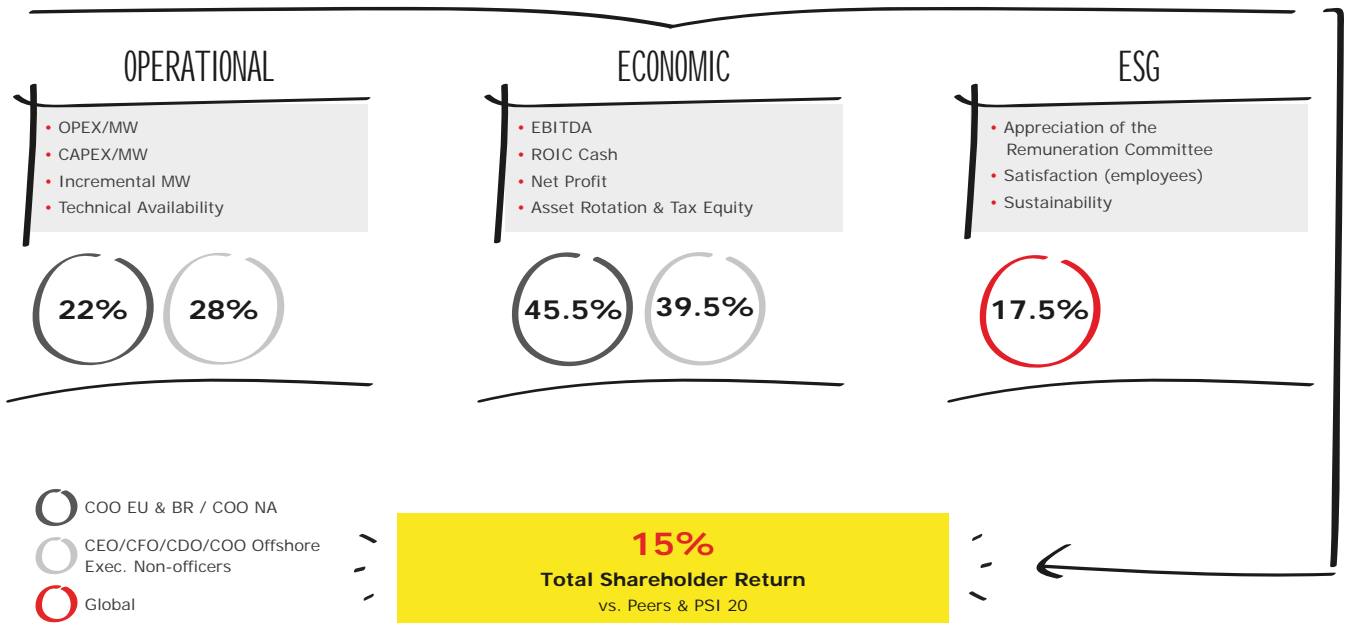 OPERATIONAL
• OPEX/MW
• CAPEX/MW
• Incremental MW
• Technical Availability
22%
28%
ECONOMIC
• EBITDA
• ROIC Cash
• Net Profit
• Asset Rotation & Tax Equity
45.5%
39.5%
ESG
• Appreciation of the
Remuneration Committee
• Satisfaction (employees)
• Sustainability
17.5%
COO EU & BR / COO NA
CEO/CFO/CDO/COO Offshore
Exec. Non-officers
Global
15%
Total Shareholder Return
vs. Peers & PSI 20